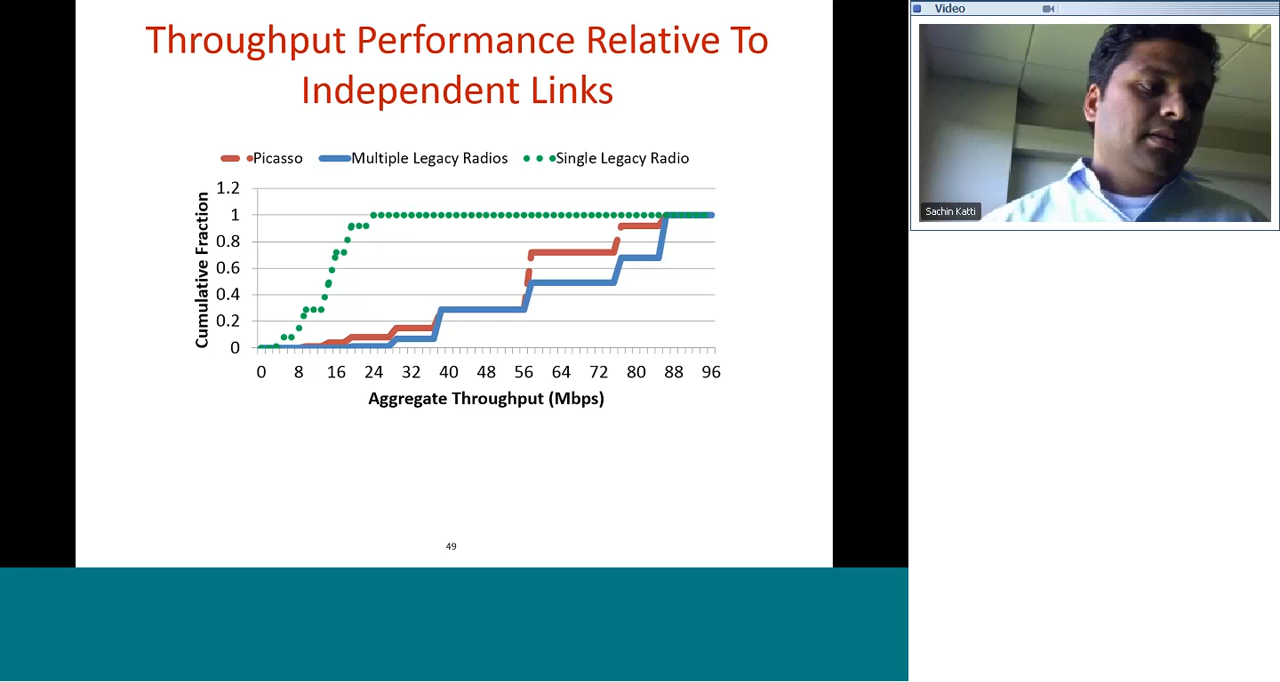 Throughput Performance Relative To
Independent Links
Picasso
Multiple Legacy Radios
Single Legacy Radio
Cumulative Fraction
1.2
1
0.8
0.6
0.4
0.2
0
0 8 16 24 32 40 48 56 64 72 80 88 96
Aggregate Throughput (Mbps)
49
Video
Sachin Katti